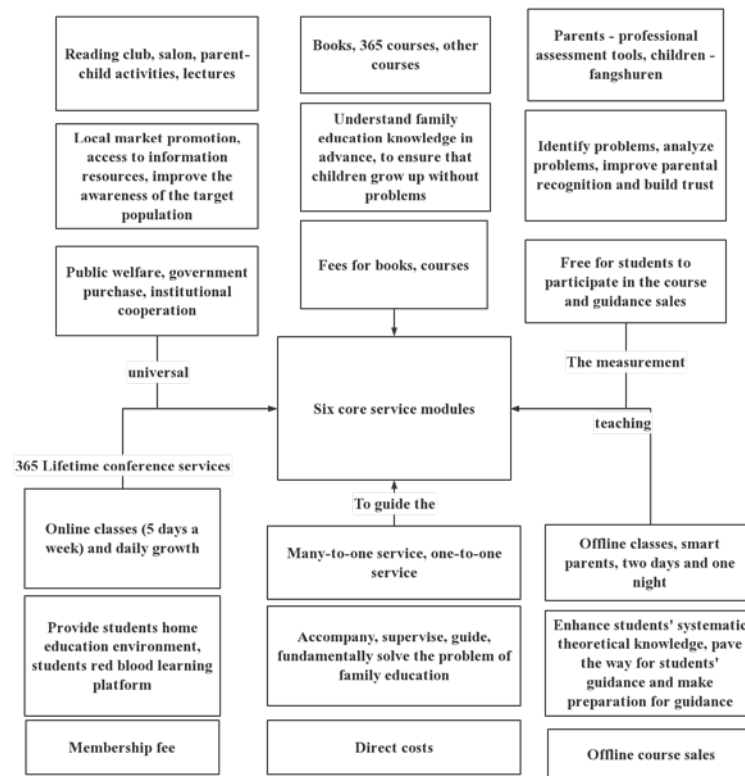 Reading club, salon, parent-
child activities, lectures
Books, 365 courses, other
courses
Parents - professional
assessment tools, children -
fangshuren
Local market promotion,
access to information
resources, improve the
awareness of the target
population
Understand family
education knowledge in
advance, to ensure that
children grow up without
problems
Identify problems, analyze
problems, improve parental
recognition and build trust
Public welfare, government
purchase, institutional
cooperation
Fees for books, courses
Free for students to
participate in the course
and guidance sales
universal
The measurement
Six core service modules
teaching
365 Lifetime conference services
To guide the
Online classes (5 days a
week) and daily growth
Many-to-one service, one-to-one
service
Offline classes, smart
parents, two days and one
night
Provide students home
education environment,
students red blood learning
platform
Accompany, supervise, guide,
fundamentally solve the problem of
family education
Enhance students' systematic
theoretical knowledge, pave
the way for students'
guidance and make
preparation for guidance
Membership fee
Direct costs
Offline course sales